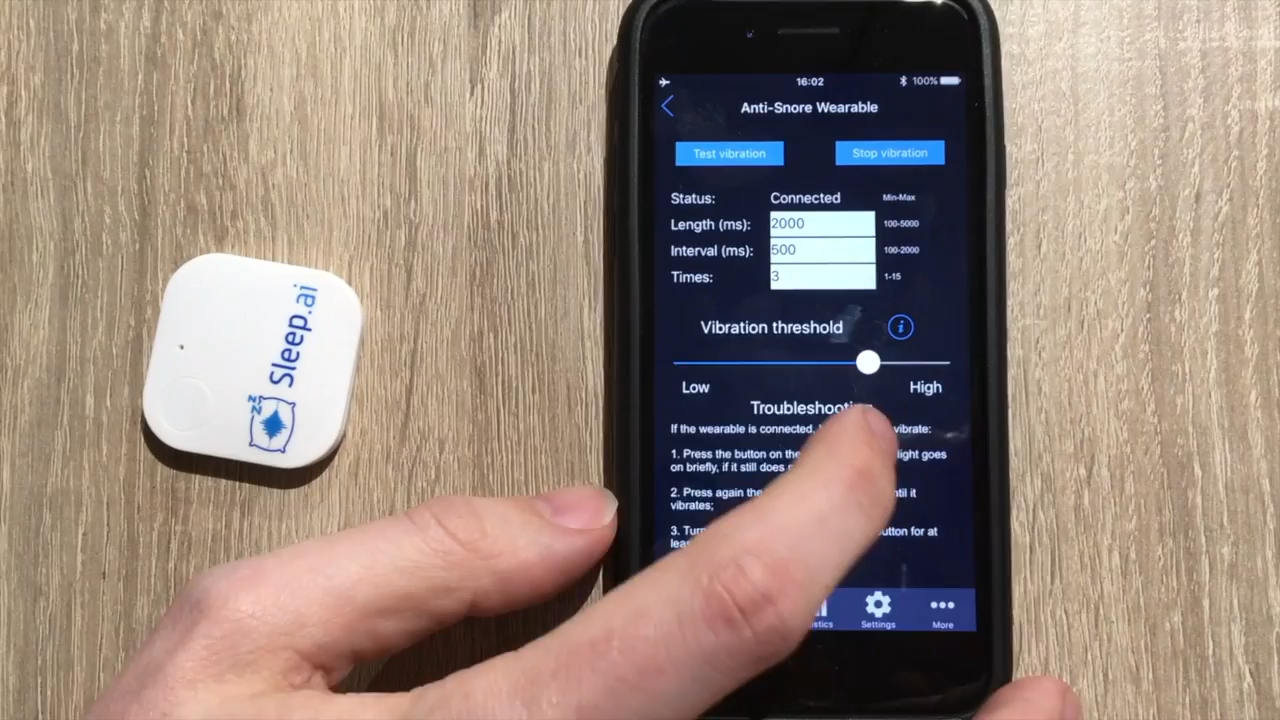 16:02
100%
Anti-Snore Wearable
Test vibration
Stop vibration
Status: Connected Min-Max
Length (ms): 2000 100-5000
Interval (ms): 500 100-2000
Times: 3 1-15
Vibration threshold i
Low High
Troubleshooting
If the wearable is connected, vibrate:
1. Press the button on the light goes
on briefly, if it still does
2. Press again the until it
vibrates;
3. Turn button for at
Settings
More
Sleep.ai
zzz